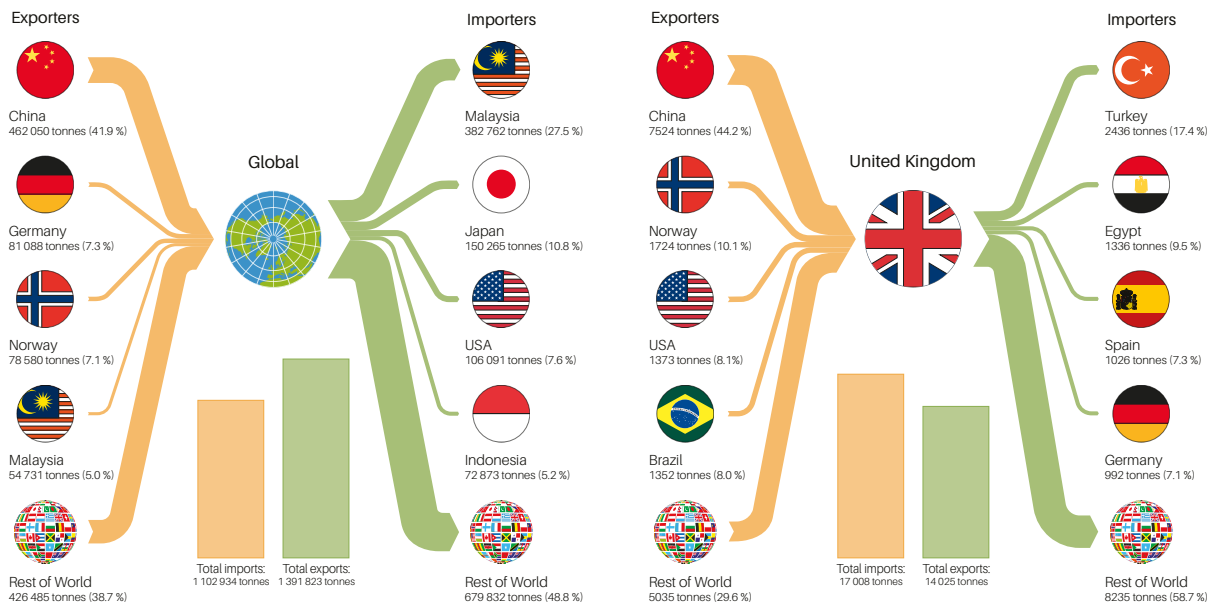 Exporters
China
462 050 tonnes (41.9 %)
Germany
81 088 tonnes (7.3 %)
Norway
78 580 tonnes (7.1 %)
Malaysia
54 731 tonnes (5.0 %)
Rest of World
426 485 tonnes (38.7 %)
Global
Total imports:
1 102 934 tonnes
Total exports:
1 391 823 tonnes
Importers
Malaysia
382 762 tonnes (27.5 %)
Japan
150 265 tonnes (10.8 %)
USA
106 091 tonnes (7.6 %)
Indonesia
72 873 tonnes (5.2 %)
Rest of World
679 832 tonnes (48.8 %)
Exporters
China
7524 tonnes (44.2 %)
Norway
1724 tonnes (10.1 %)
USA
1373 tonnes (8.1%)
Brazil
1352 tonnes (8.0 %)
Rest of World
5035 tonnes (29.6 %)
United Kingdom
Total imports:
17 008 tonnes
Total exports:
14 025 tonnes
Importers
Turkey
2436 tonnes (17.4 %)
Egypt
1336 tonnes (9.5 %)
Spain
1026 tonnes (7.3 %)
Germany
992 tonnes (7.1 %)
Rest of World
8235 tonnes (58.7 %)